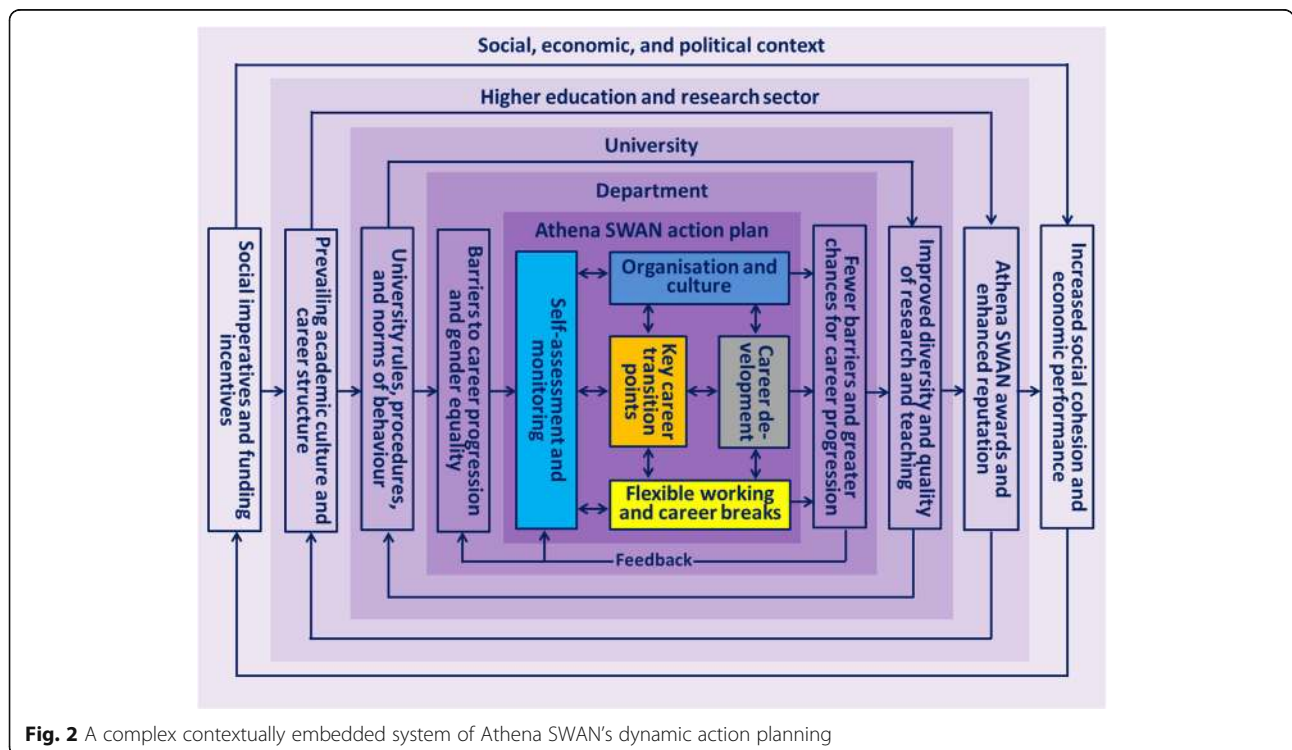 Social, economic, and political context
Higher education and research sector
University
Department
Athena SWAN action plan
Social imperatives and funding
incentives
Prevailing academic culture and
career structure
University rules, procedures,
and norms of behaviour
Barriers to career progression
and gender equality
Self-assessment and
monitoring
Organisation and
culture
Key career
transition
points
Career de-
velopment
Flexible working
and career breaks
Fewer barriers and greater
chances for career progression
Improved diversity and quality
of research and teaching
Athena SWAN awards and
enhanced reputation
Increased social cohesion and
economic performance
Feedback
Fig. 2 A complex contextually embedded system of Athena SWAN's dynamic action planning